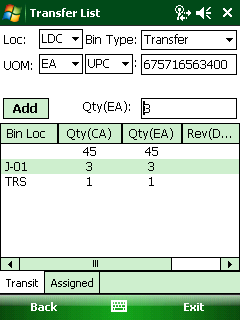 Transfer List
Loc: LDC Bin Type: Transfer
UOM: EA UPC : 675716563400
Add Qty(EA): 3
Bin Loc Qty(CA) Qty(EA) Rev(D...
45 45
J-01 3 3
TRS 1 1
Transit Assigned
Back Exit